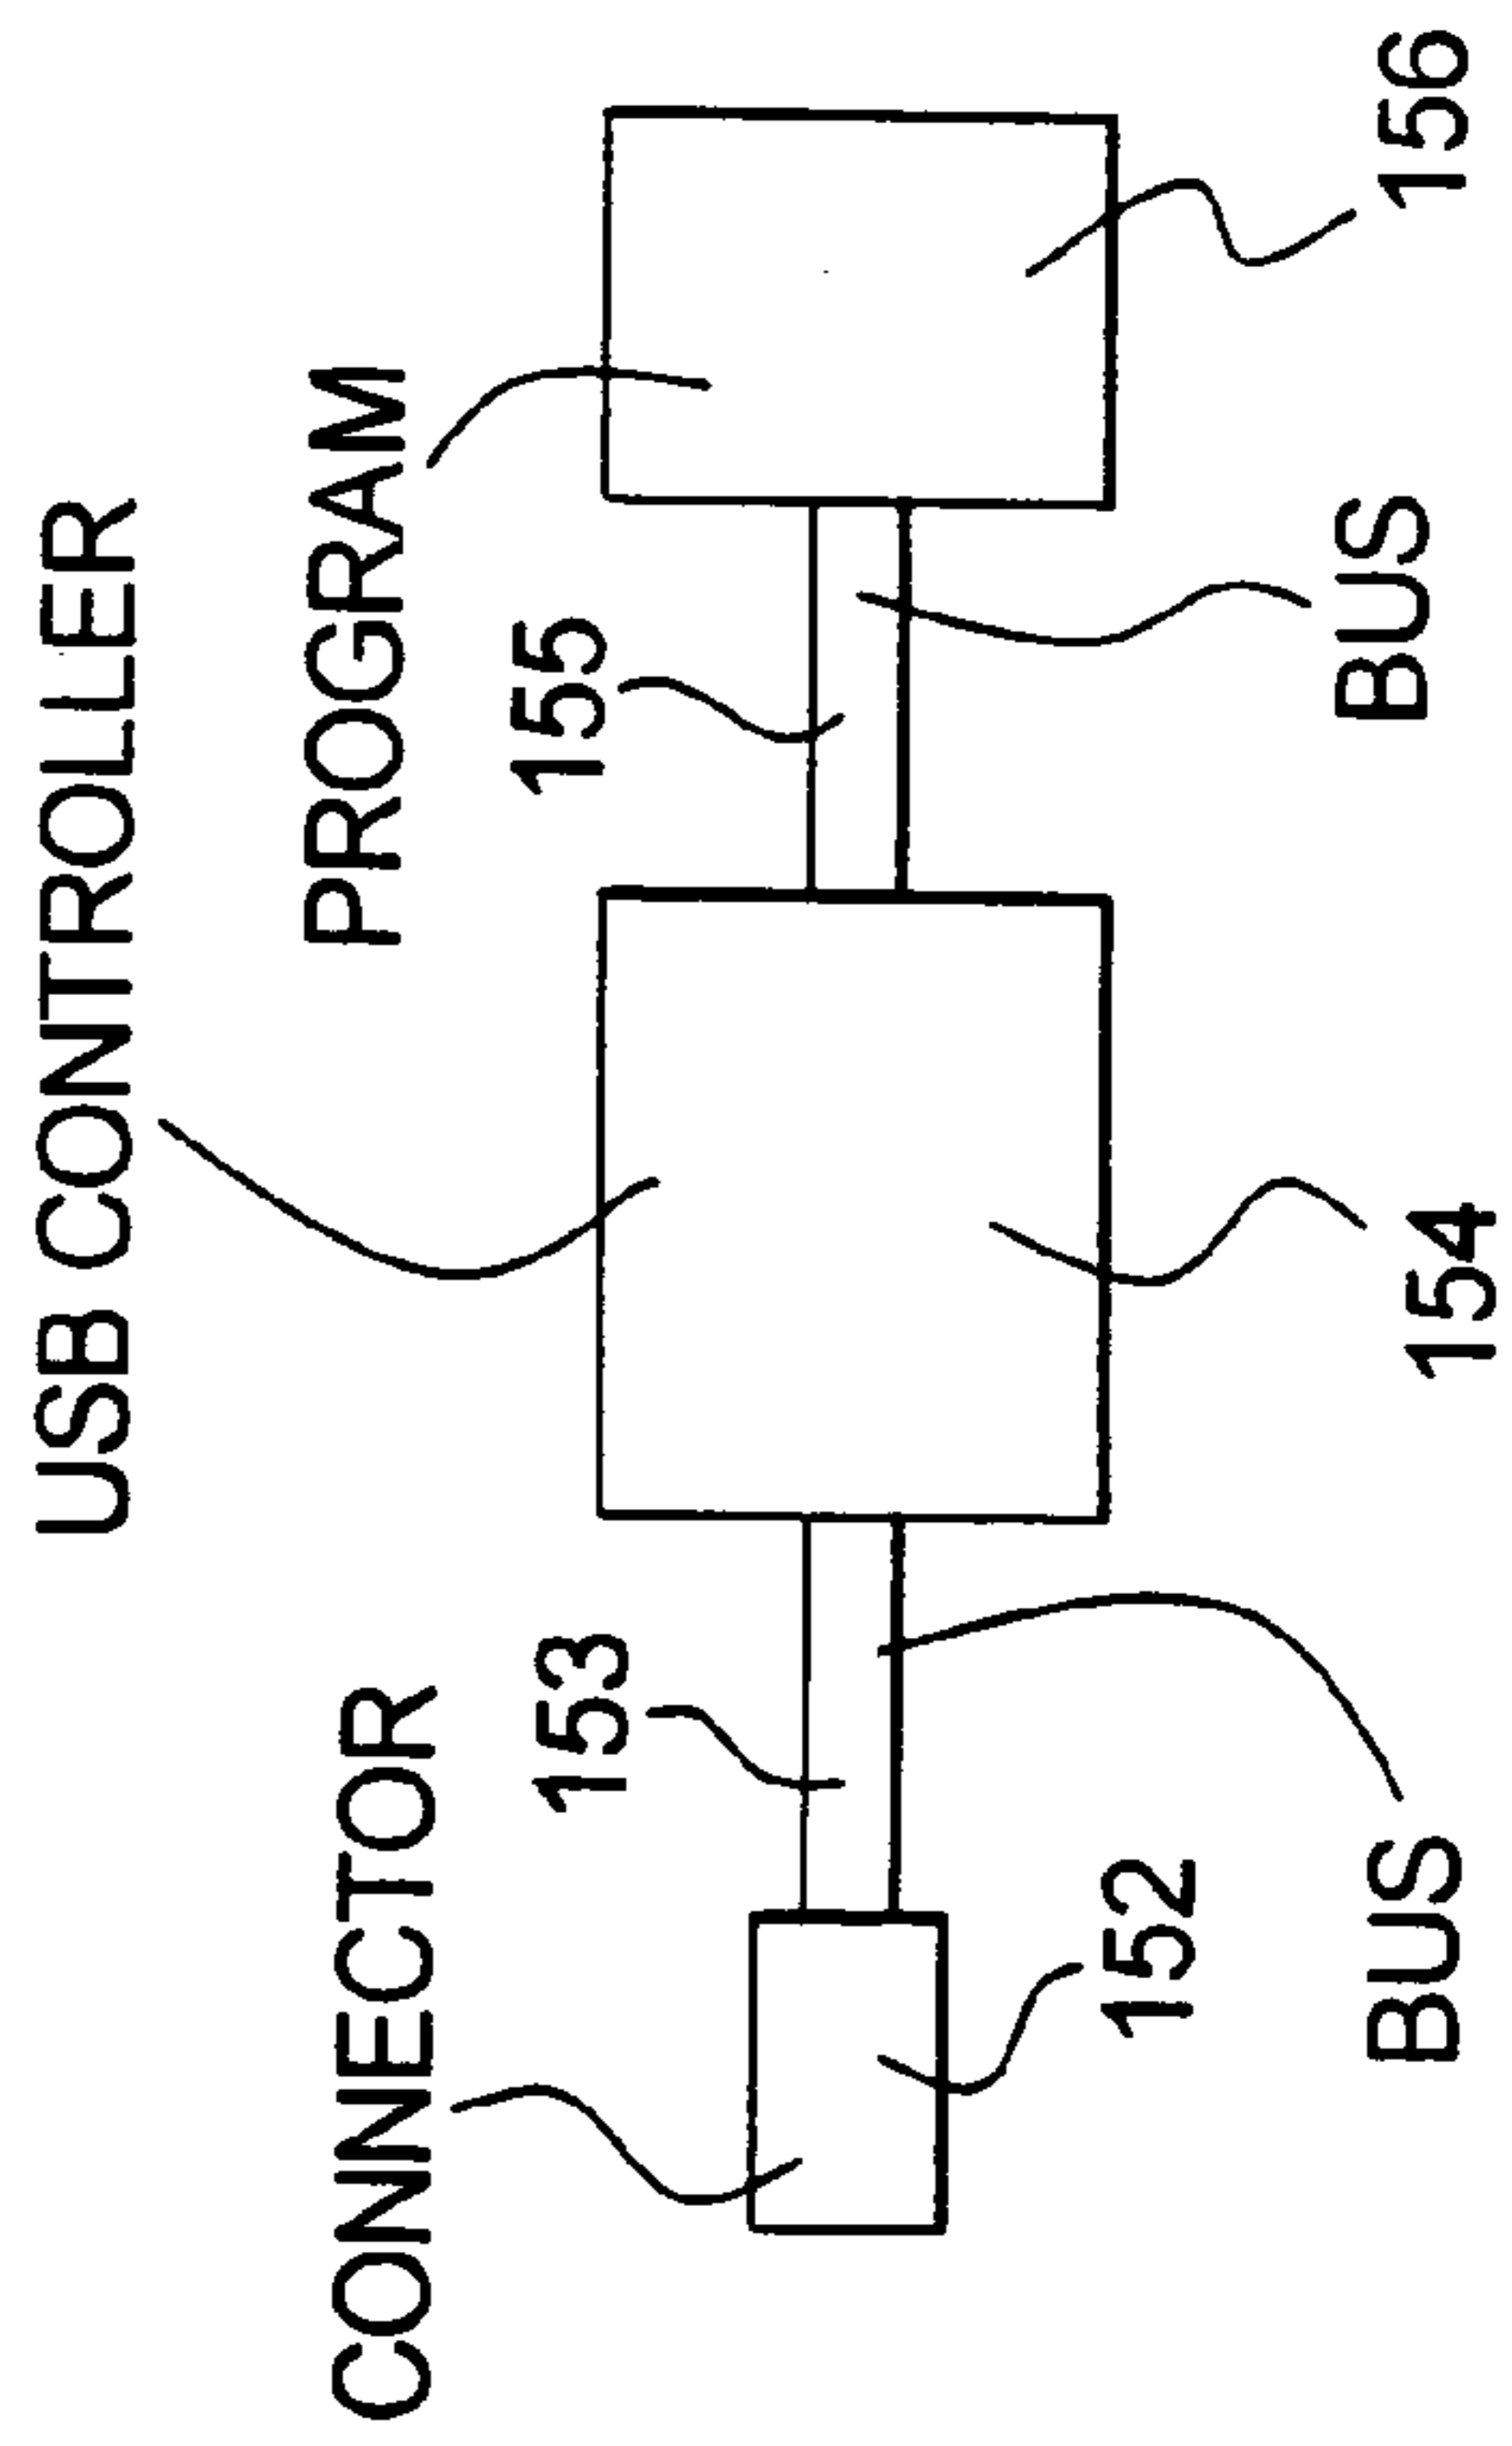 USB CONTROLLER
PROGRAM
CONNECTOR
155
153
152
BUS
BUS
154
156